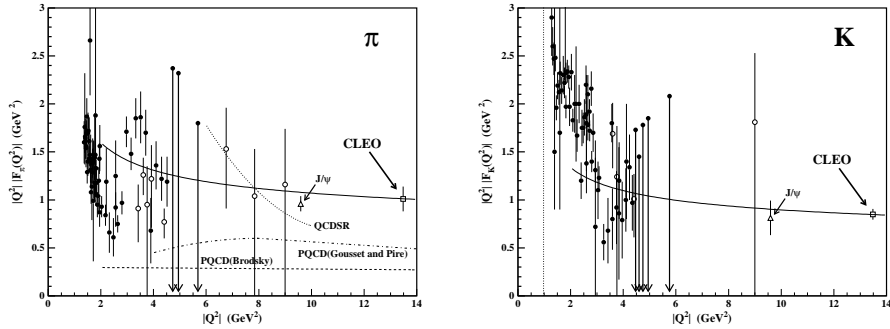 π
|Q²| |F_π(Q²)| (GeV²)
3
2.5
2
1.5
1
0.5
0
CLEO
J/ψ
QCDSR
PQCD(Gousset and Pire)
PQCD(Brodsky)
0 2 4 6 8 10 12 14
|Q²| (GeV²)
K
|Q²| |F_K(Q²)| (GeV²)
3
2.5
2
1.5
1
0.5
0
CLEO
J/ψ
0 2 4 6 8 10 12 14
|Q²| (GeV²)